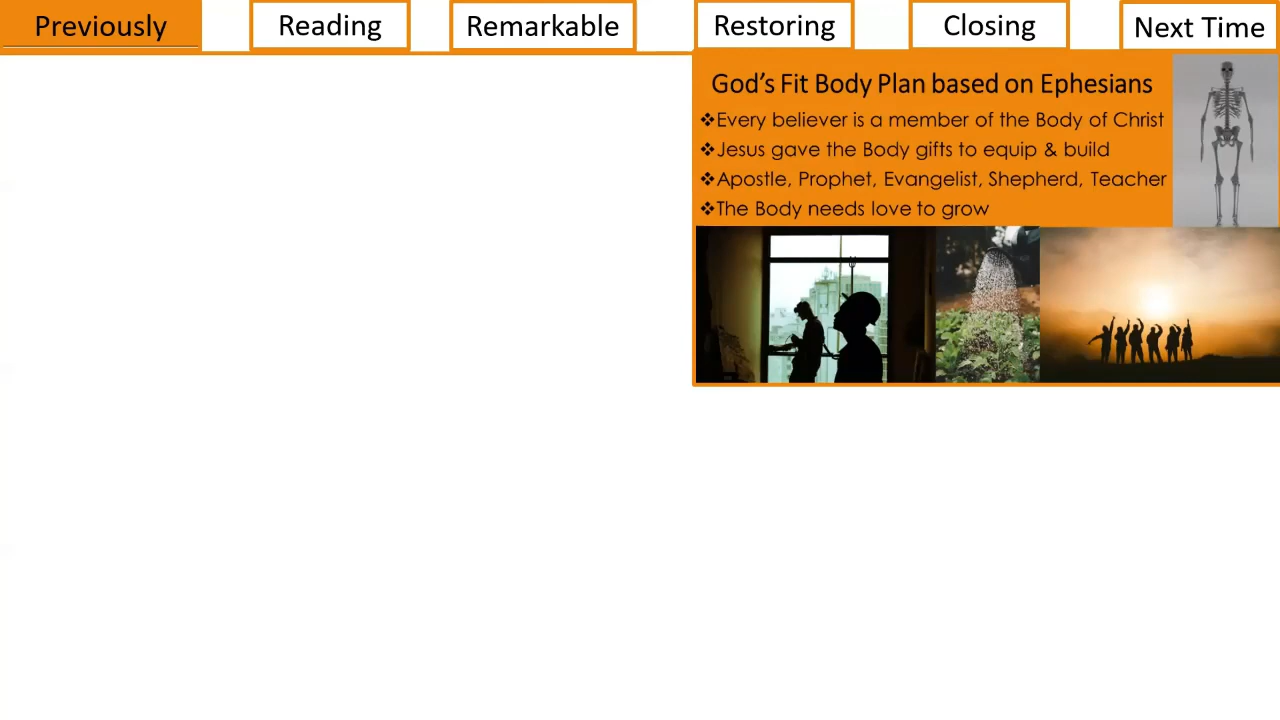 Previously
Reading
Remarkable
Restoring
Closing
Next Time
God's Fit Body Plan based on Ephesians
❖Every believer is a member of the Body of Christ
❖Jesus gave the Body gifts to equip & build
❖Apostle, Prophet, Evangelist, Shepherd, Teacher
❖The Body needs love to grow